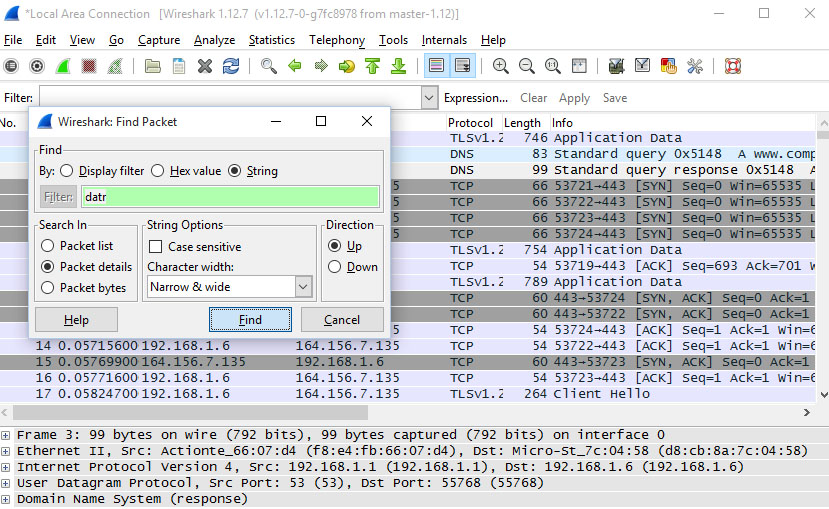 *Local Area Connection [Wireshark 1.12.7 (v1.12.7-0-g7fc8978 from master-1.12)]
File Edit View Go Capture Analyze Statistics Telephony Tools Internals Help
Filter: Expression... Clear Apply Save
No. Protocol Length Info
Wireshark: Find Packet
Find
By: Display filter Hex value String
Filter: datr
Search In
Packet list
Packet details
Packet bytes
String Options
Case sensitive
Character width:
Narrow & wide
Direction
Up
Down
Help Find Cancel
TLSv1.2 746 Application Data
DNS 83 Standard query 0x5148 A www.comp
DNS 99 Standard query response 0x5148
5 TCP 66 53721→443 [SYN] Seq=0 Win=65535
5 TCP 66 53722→443 [SYN] Seq=0 Win=65535
5 TCP 66 53723→443 [SYN] Seq=0 Win=65535
5 TCP 66 53724→443 [SYN] Seq=0 Win=65535
TLSv1.2 754 Application Data
TCP 54 53719→443 [ACK] Seq=693 Ack=701 W
TLSv1.2 789 Application Data
TCP 60 443→53724 [SYN, ACK] Seq=0 Ack=1
TCP 60 443→53722 [SYN, ACK] Seq=0 Ack=1
5 TCP 54 53724→443 [ACK] Seq=1 Ack=1 Win=6
14 0.05715600 192.168.1.6 164.156.7.135 TCP 54 53722→443 [ACK] Seq=1 Ack=1 Win=6
15 0.05769900 164.156.7.135 192.168.1.6 TCP 60 443→53723 [SYN, ACK] Seq=0 Ack=1
16 0.05771600 192.168.1.6 164.156.7.135 TCP 54 53723→443 [ACK] Seq=1 Ack=1 Win=6
17 0.05824700 192.168.1.6 164.156.7.135 TLSv1.2 264 Client Hello
Frame 3: 99 bytes on wire (792 bits), 99 bytes captured (792 bits) on interface 0
Ethernet II, Src: Actionte_66:07:d4 (f8:e4:fb:66:07:d4), Dst: Micro-St_7c:04:58 (d8:cb:8a:7c:04:58)
Internet Protocol Version 4, Src: 192.168.1.1 (192.168.1.1), Dst: 192.168.1.6 (192.168.1.6)
User Datagram Protocol, Src Port: 53 (53), Dst Port: 55768 (55768)
Domain Name System (response)